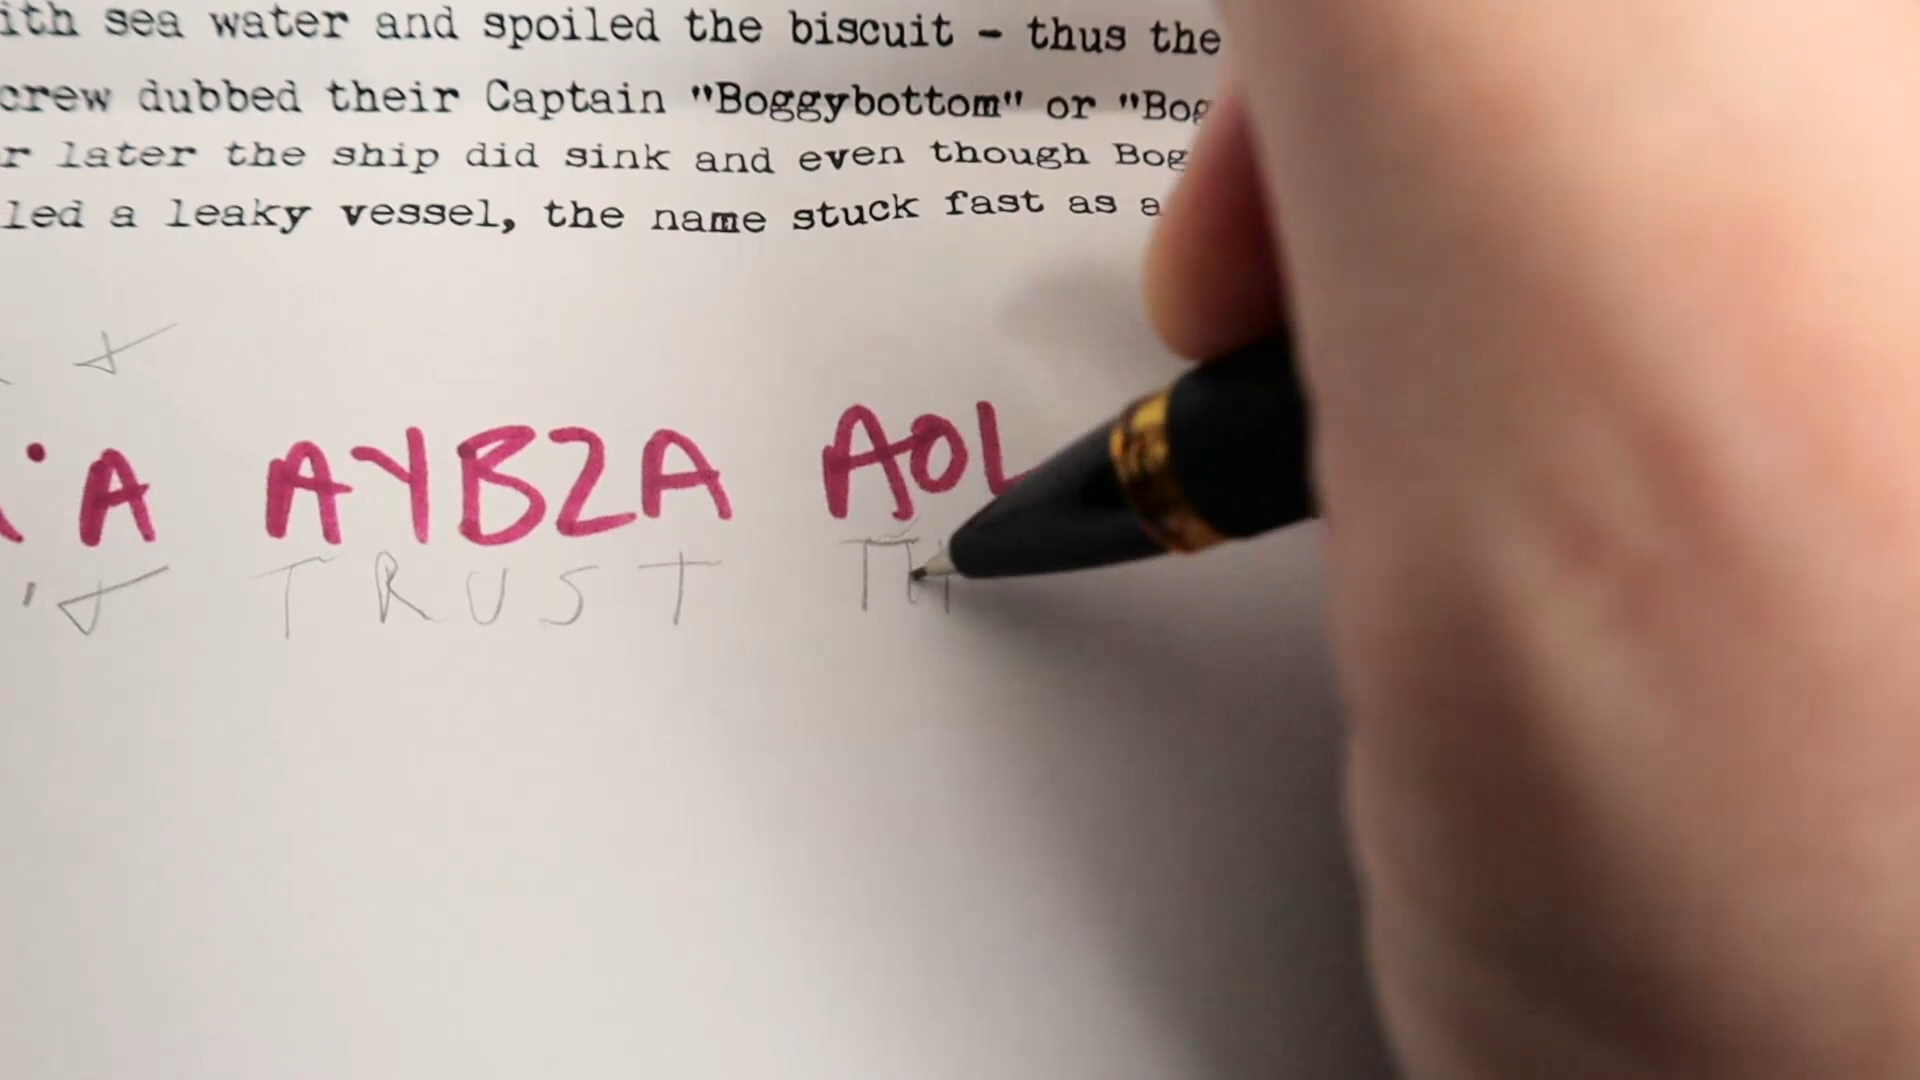 ith sea water and spoiled the biscuit - thus the
crew dubbed their Captain "Boggybottom" or "Bog
r later the ship did sink and even though Bog
led a leaky vessel, the name stuck fast as a
'A AYBZA AOL
'T TRUST TH